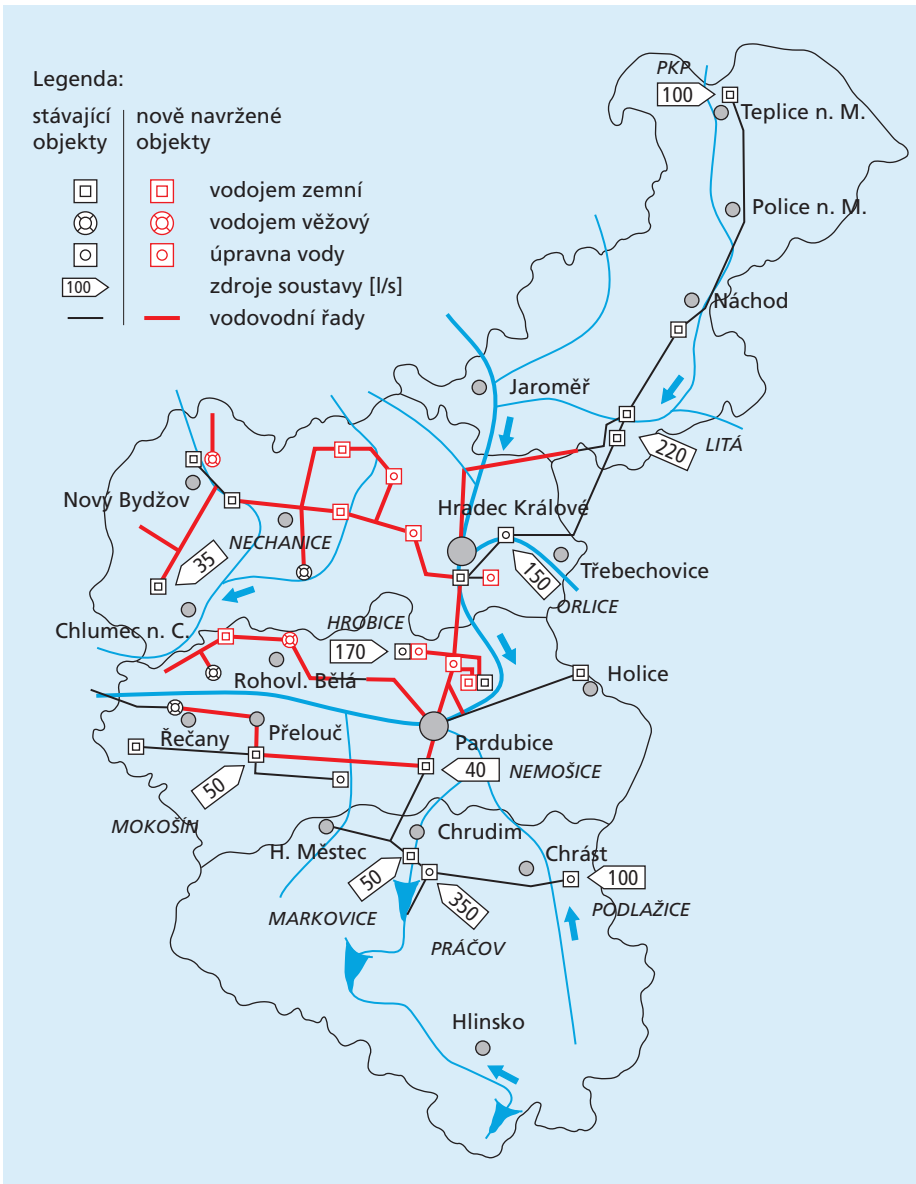 Legenda:
stávající objekty
nově navržené objekty
vodojem zemní
vodojem věžový
úpravna vody
100
zdroje soustavy [l/s]
vodovodní řady
PKP
100
Teplice n. M.
Police n. M.
Náchod
Jaroměř
LITÁ
220
Nový Bydžov
Hradec Králové
NECHANICE
35
Třebechovice
150
ORLICE
Chlumec n. C.
HROBICE
170
Rohovl. Bělá
Holice
Řečany
Přelouč
Pardubice
40
NEMOŠICE
50
MOKOŠÍN
Chrudim
H. Městec
Chrást
50
100
350
MARKOVICE
PODLAŽICE
PRÁČOV
Hlinsko